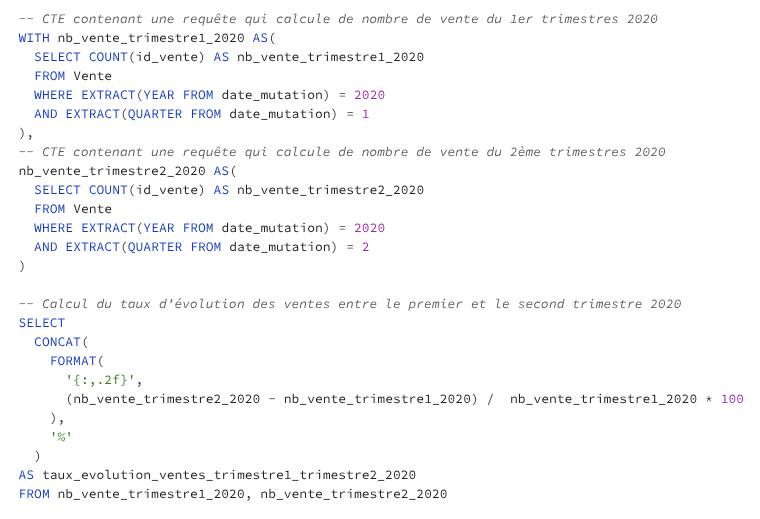 -- CTE contenant une requête qui calcule de nombre de vente du 1er trimestres 2020
WITH nb_vente_trimestre1_2020 AS(
  SELECT COUNT(id_vente) AS nb_vente_trimestre1_2020
  FROM Vente
  WHERE EXTRACT(YEAR FROM date_mutation) = 2020
  AND EXTRACT(QUARTER FROM date_mutation) = 1
),
-- CTE contenant une requête qui calcule de nombre de vente du 2ème trimestres 2020
nb_vente_trimestre2_2020 AS(
  SELECT COUNT(id_vente) AS nb_vente_trimestre2_2020
  FROM Vente
  WHERE EXTRACT(YEAR FROM date_mutation) = 2020
  AND EXTRACT(QUARTER FROM date_mutation) = 2
)

-- Calcul du taux d'évolution des ventes entre le premier et le second trimestre 2020
SELECT
  CONCAT(
    FORMAT(
      '{:,.2f}',
      (nb_vente_trimestre2_2020 - nb_vente_trimestre1_2020) /  nb_vente_trimestre1_2020 * 100
    ),
    '%'
  )
AS taux_evolution_ventes_trimestre1_trimestre2_2020
FROM nb_vente_trimestre1_2020, nb_vente_trimestre2_2020